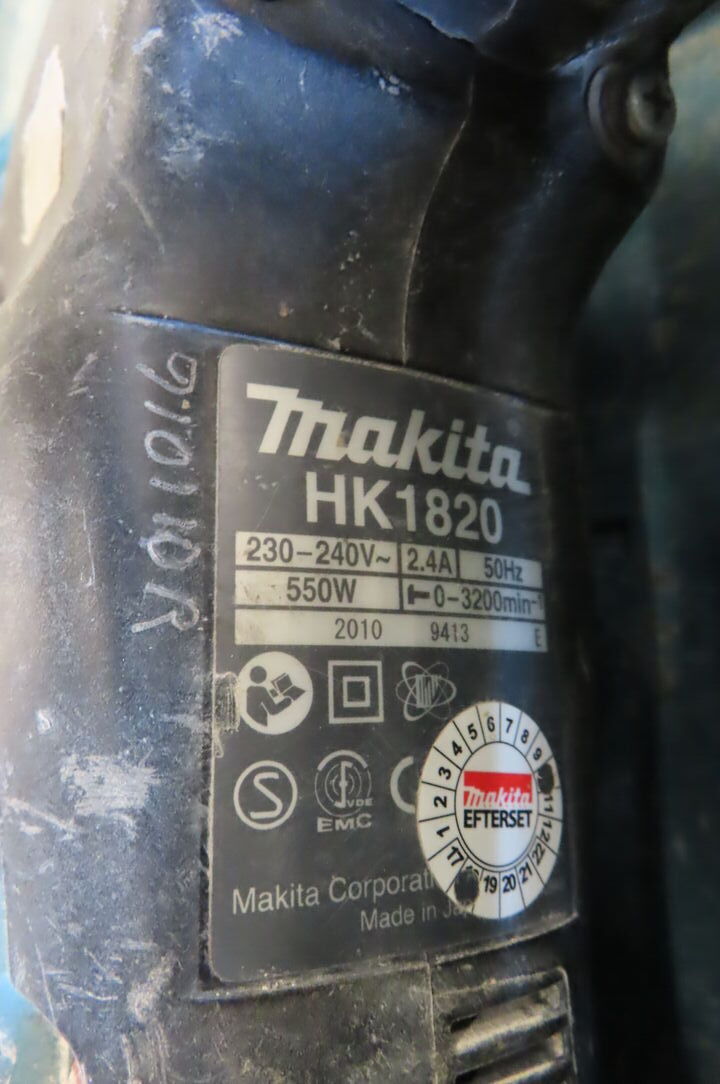 makita
HK1820
230-240V~ 2.4A 50Hz
550W 0-3200min-1
2010 9413 E
S
VDE
EMC
C
Makita Corporati
Made in Ja
1 2 3 4 5 6 7 8 9 11 12
makita
EFTERSET
17 19 20 21 22